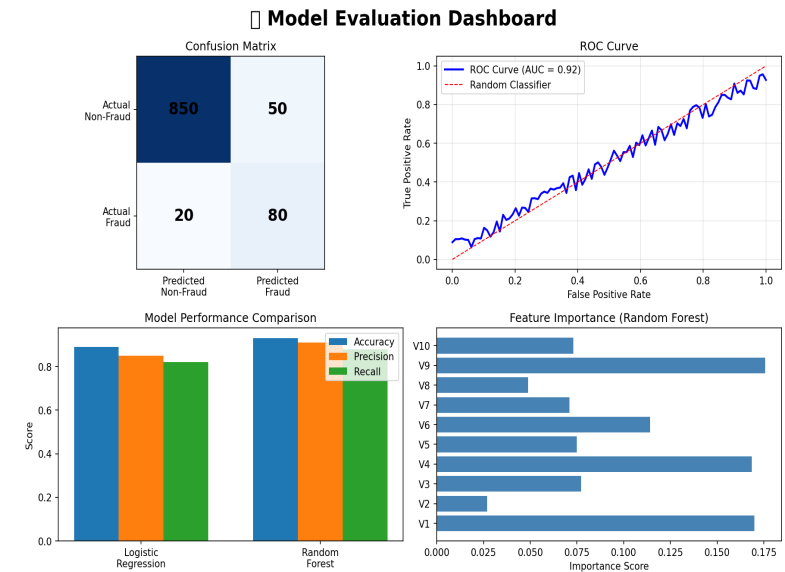 Model Evaluation Dashboard
Confusion Matrix
Actual
Non-Fraud
850
50
Actual
Fraud
20
80
Predicted
Non-Fraud
Predicted
Fraud
ROC Curve
ROC Curve (AUC = 0.92)
Random Classifier
True Positive Rate
1.0
0.8
0.6
0.4
0.2
0.0
0.0 0.2 0.4 0.6 0.8 1.0
False Positive Rate
Model Performance Comparison
Accuracy
Precision
Recall
Score
0.8
0.6
0.4
0.2
0.0
Logistic
Regression
Random
Forest
Feature Importance (Random Forest)
V10
V9
V8
V7
V6
V5
V4
V3
V2
V1
0.000 0.025 0.050 0.075 0.100 0.125 0.150 0.175
Importance Score